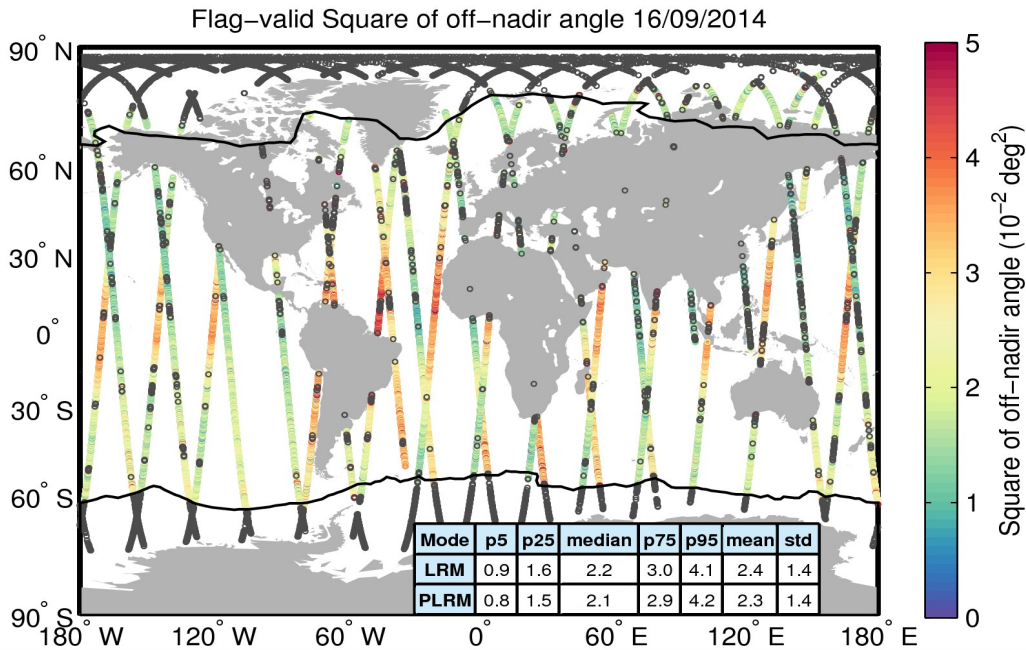 Flag−valid Square of off−nadir angle 16/09/2014
90° N
60° N
30° N
0°
30° S
60° S
90° S
180° W
120° W
60° W
0°
60° E
120° E
180° E
Mode p5 p25 median p75 p95 mean std
LRM 0.9 1.6 2.2 3.0 4.1 2.4 1.4
PLRM 0.8 1.5 2.1 2.9 4.2 2.3 1.4
5
4
3
2
1
0
Square of off−nadir angle (10⁻² deg²)